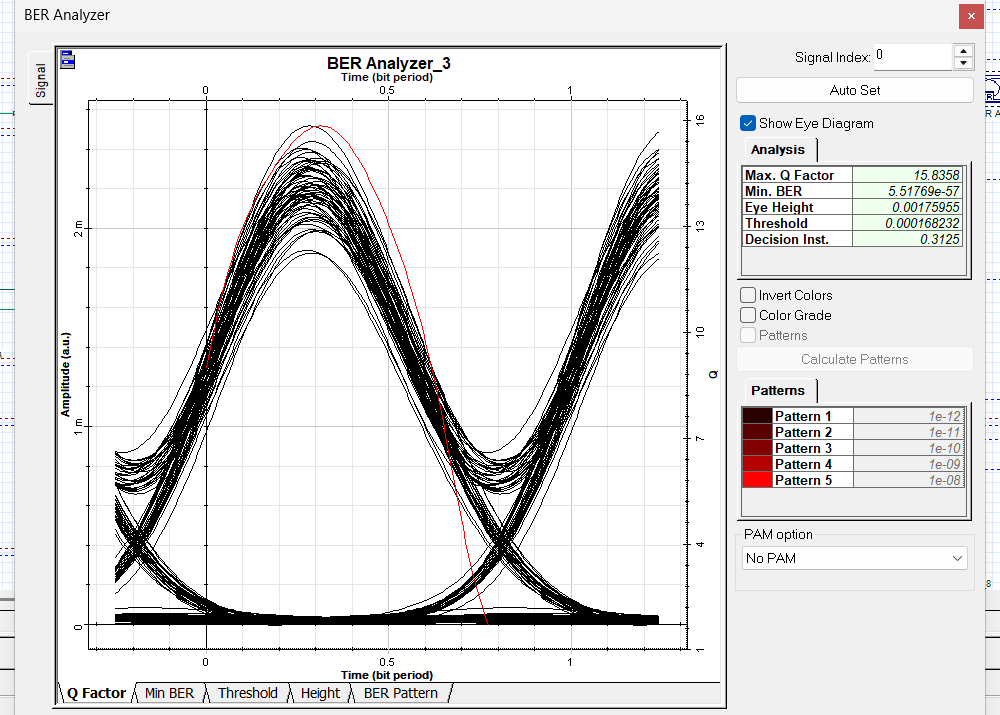 BER Analyzer
Signal
BER Analyzer_3
Time (bit period)
0 0.5 1
Amplitude (a.u.)
2 m
1 m
0
16
13
10
7
4
1
Q
0 0.5 1
Time (bit period)
Q Factor Min BER Threshold Height BER Pattern
Signal Index: 0
Auto Set
Show Eye Diagram
Analysis
Max. Q Factor 15.8358
Min. BER 5.51769e-57
Eye Height 0.00175955
Threshold 0.000168232
Decision Inst. 0.3125
Invert Colors
Color Grade
Patterns
Calculate Patterns
Patterns
Pattern 1 1e-12
Pattern 2 1e-11
Pattern 3 1e-10
Pattern 4 1e-09
Pattern 5 1e-08
PAM option
No PAM